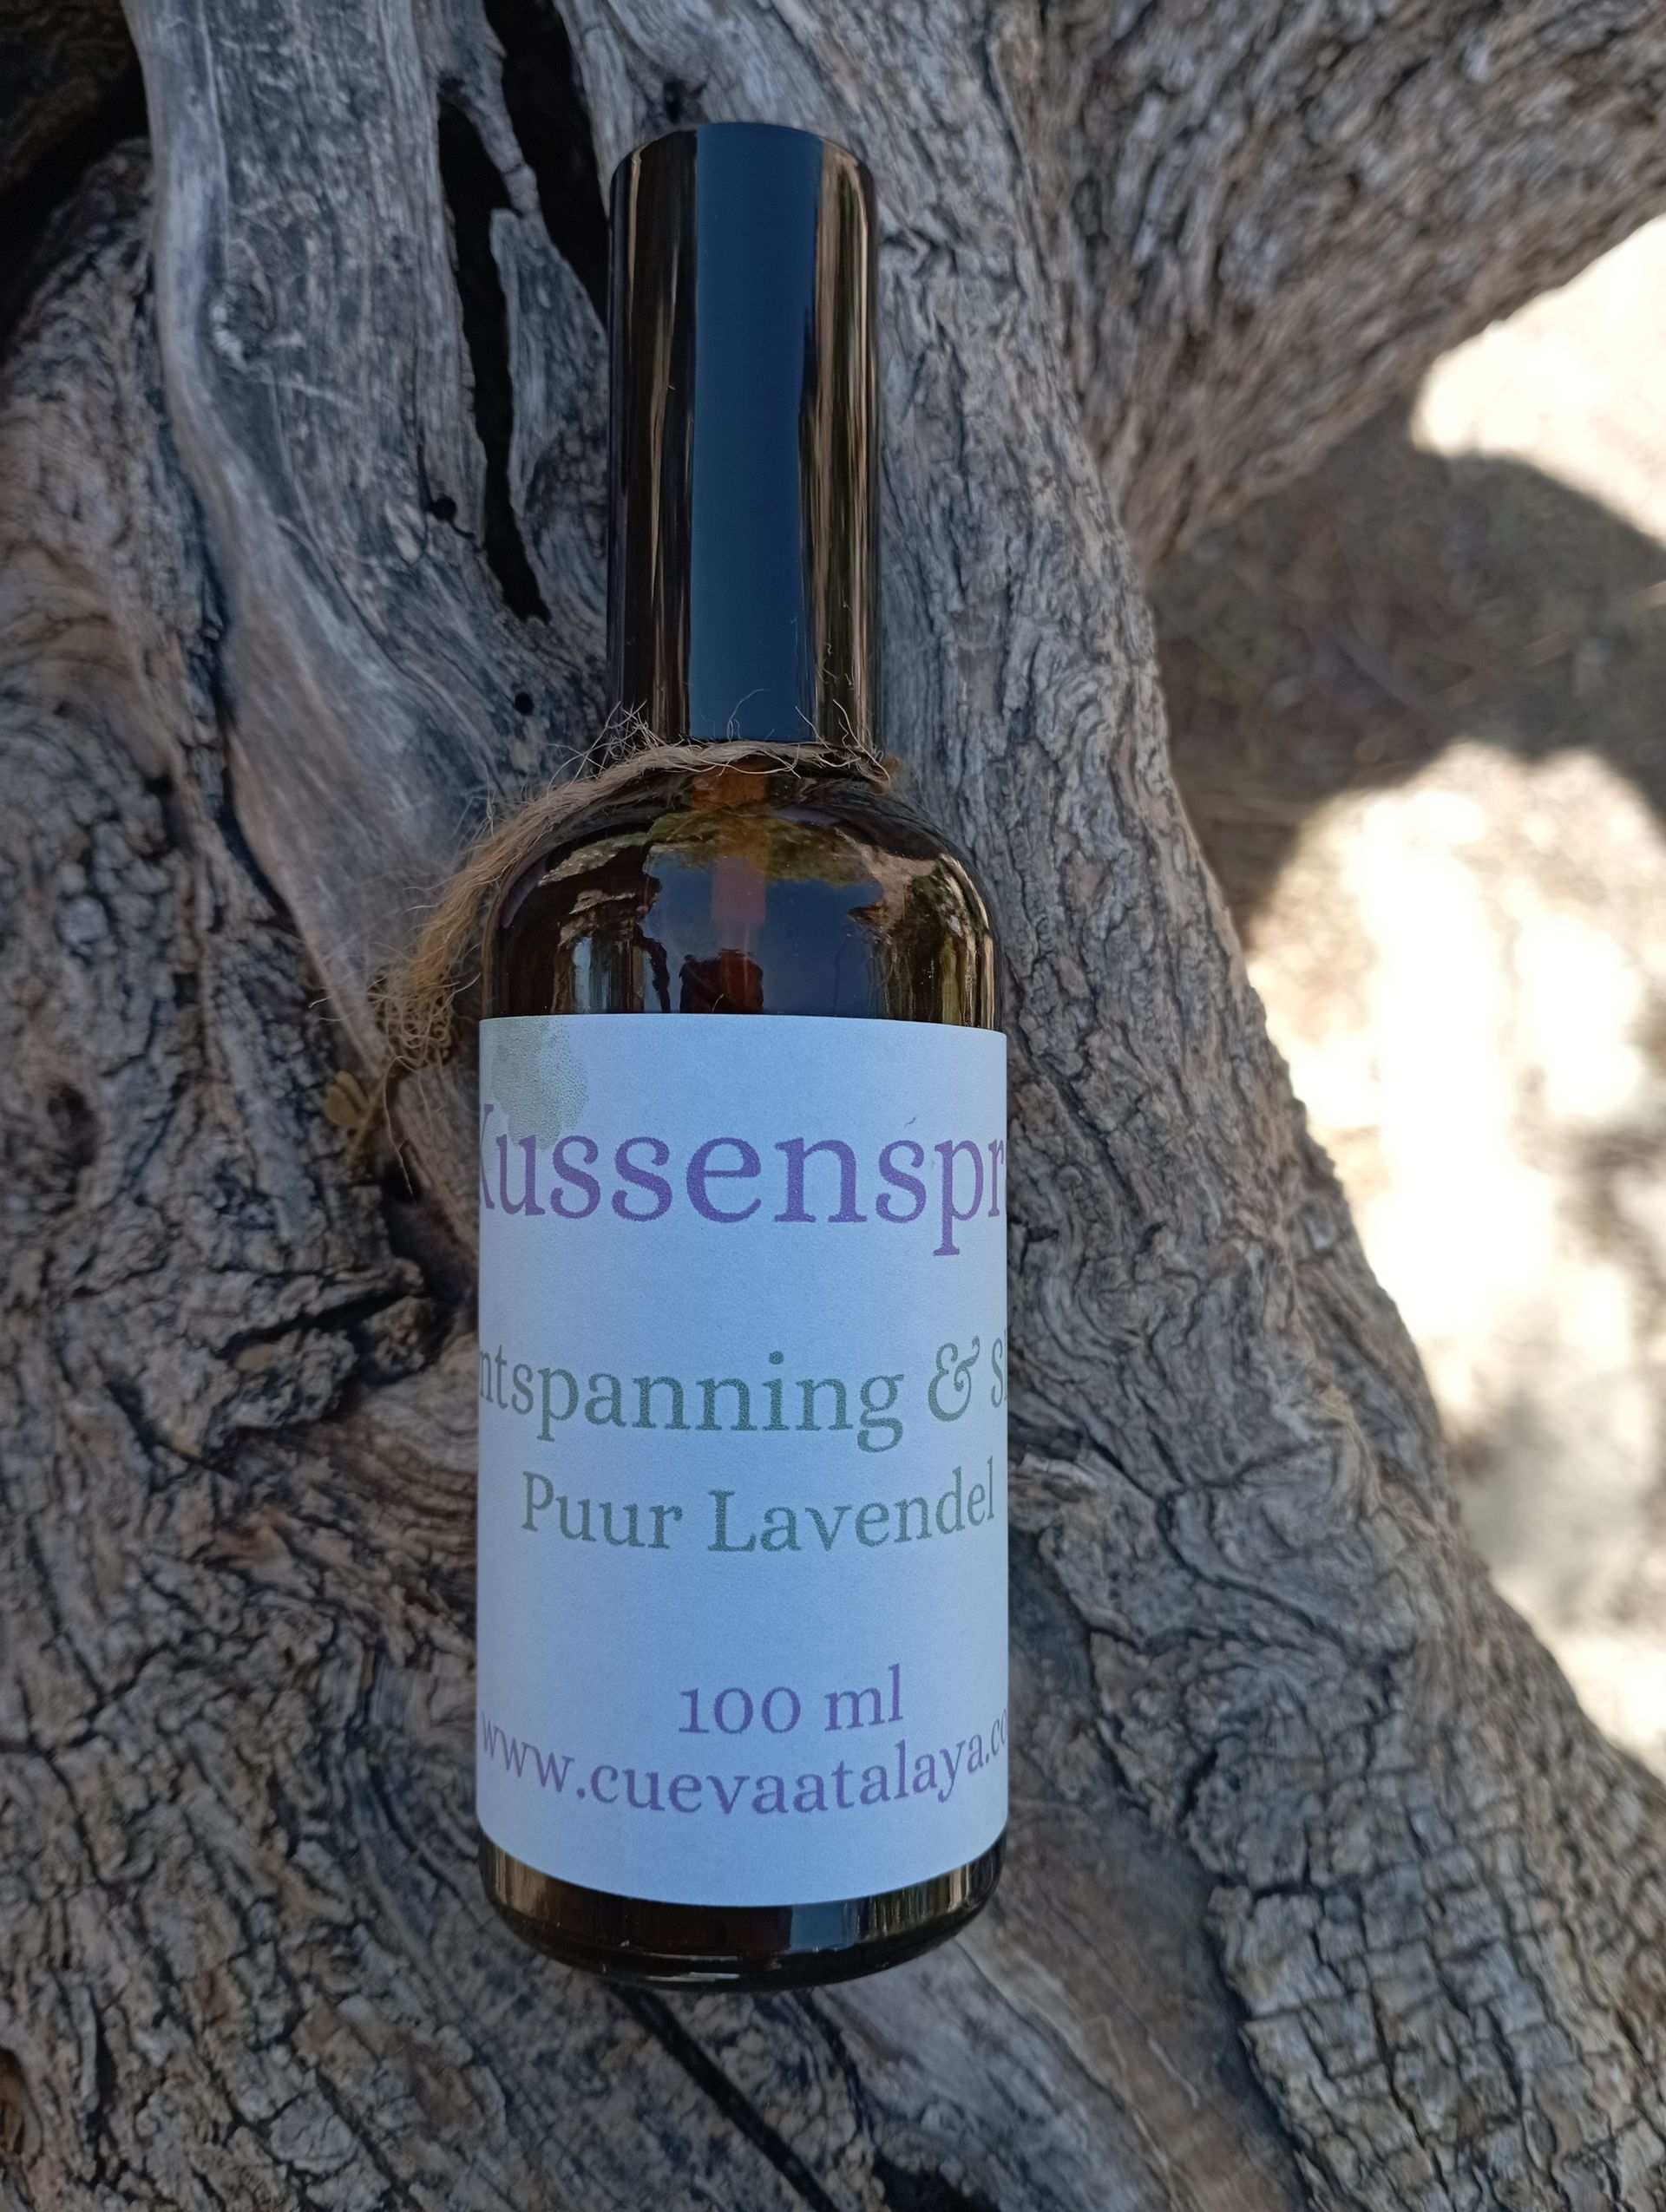 Kussenspr
ntspanning & s
Puur Lavendel
100 ml
www.cuevaatalaya.co